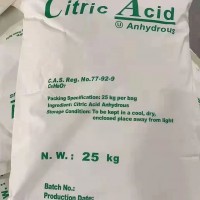 Citric Acid
U Anhydrous
C.A.S. Reg. No.77-92-9
C₆H₈O₇
Packing Specification: 25 kg per bag
Ingredient: Citric Acid Anhydrous
Storage Condition: To be kept in a cool, dry,
enclosed place away from light
N. W.: 25 kg
Batch No.:
Production Date: